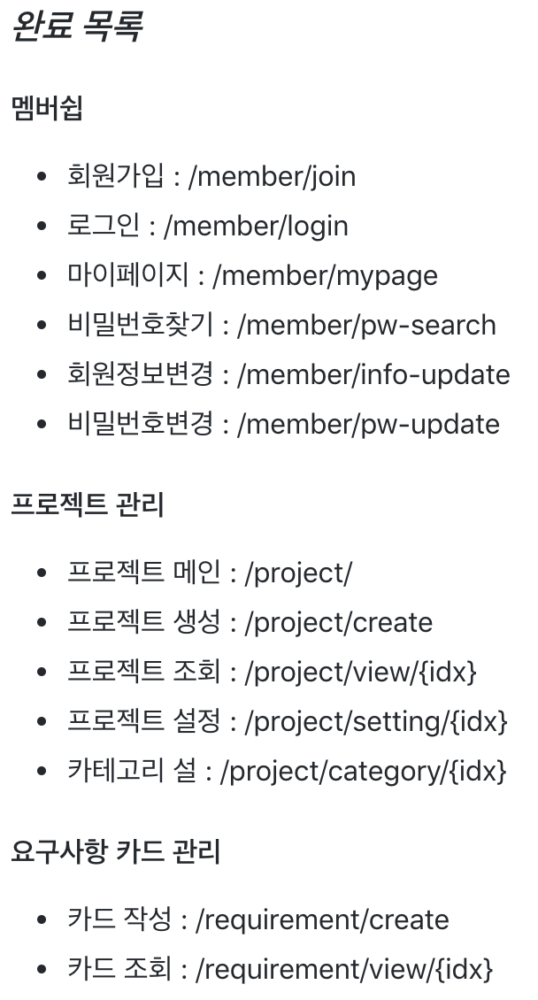 완료 목록
멤버쉽
• 회원가입 : /member/join
• 로그인 : /member/login
• 마이페이지 : /member/mypage
• 비밀번호찾기 : /member/pw-search
• 회원정보변경 : /member/info-update
• 비밀번호변경 : /member/pw-update
프로젝트 관리
• 프로젝트 메인 : /project/
• 프로젝트 생성 : /project/create
• 프로젝트 조회 : /project/view/{idx}
• 프로젝트 설정 : /project/setting/{idx}
• 카테고리 설 : /project/category/{idx}
요구사항 카드 관리
• 카드 작성 : /requirement/create
• 카드 조회 : /requirement/view/{idx}